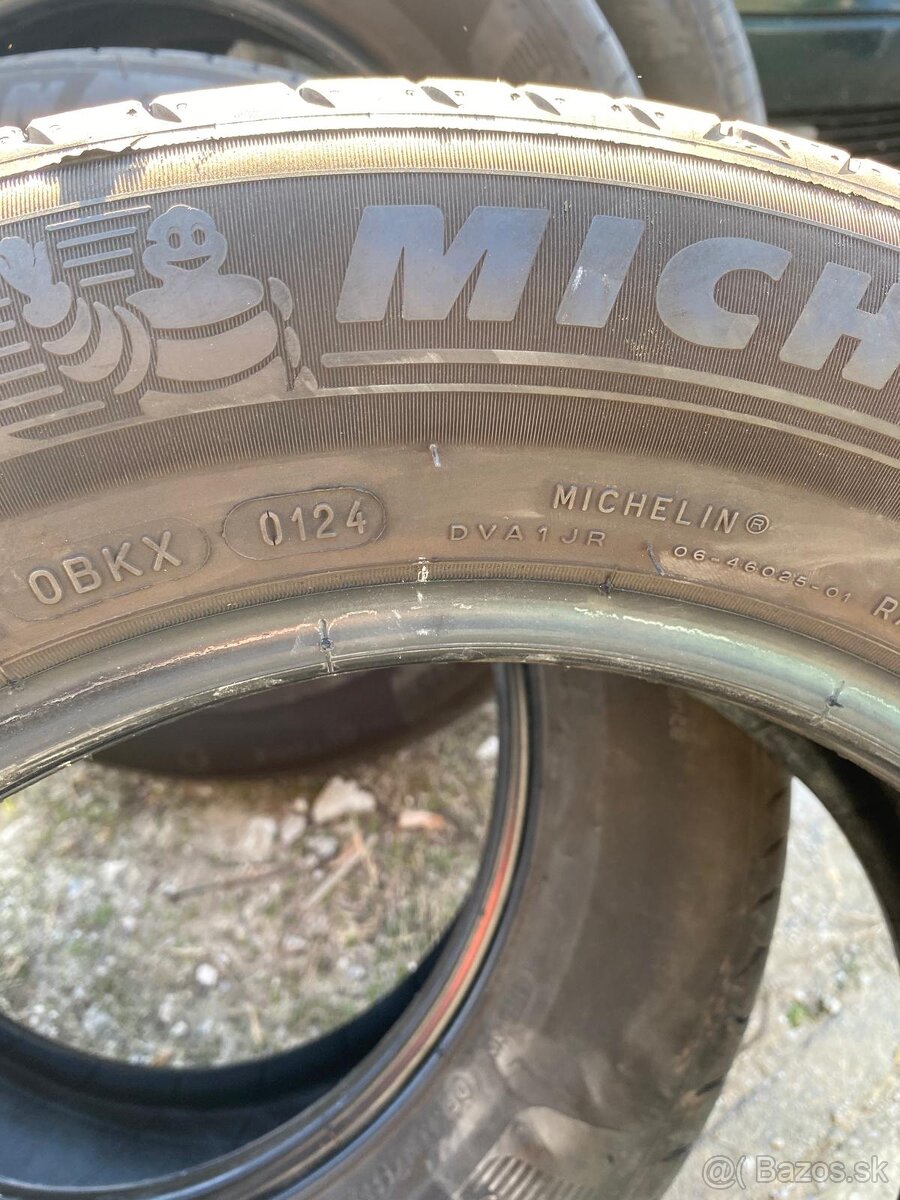 MICH
MICHELIN®
0BKX 0124 DVA1JR 06-46025-01
@( Bazos.sk